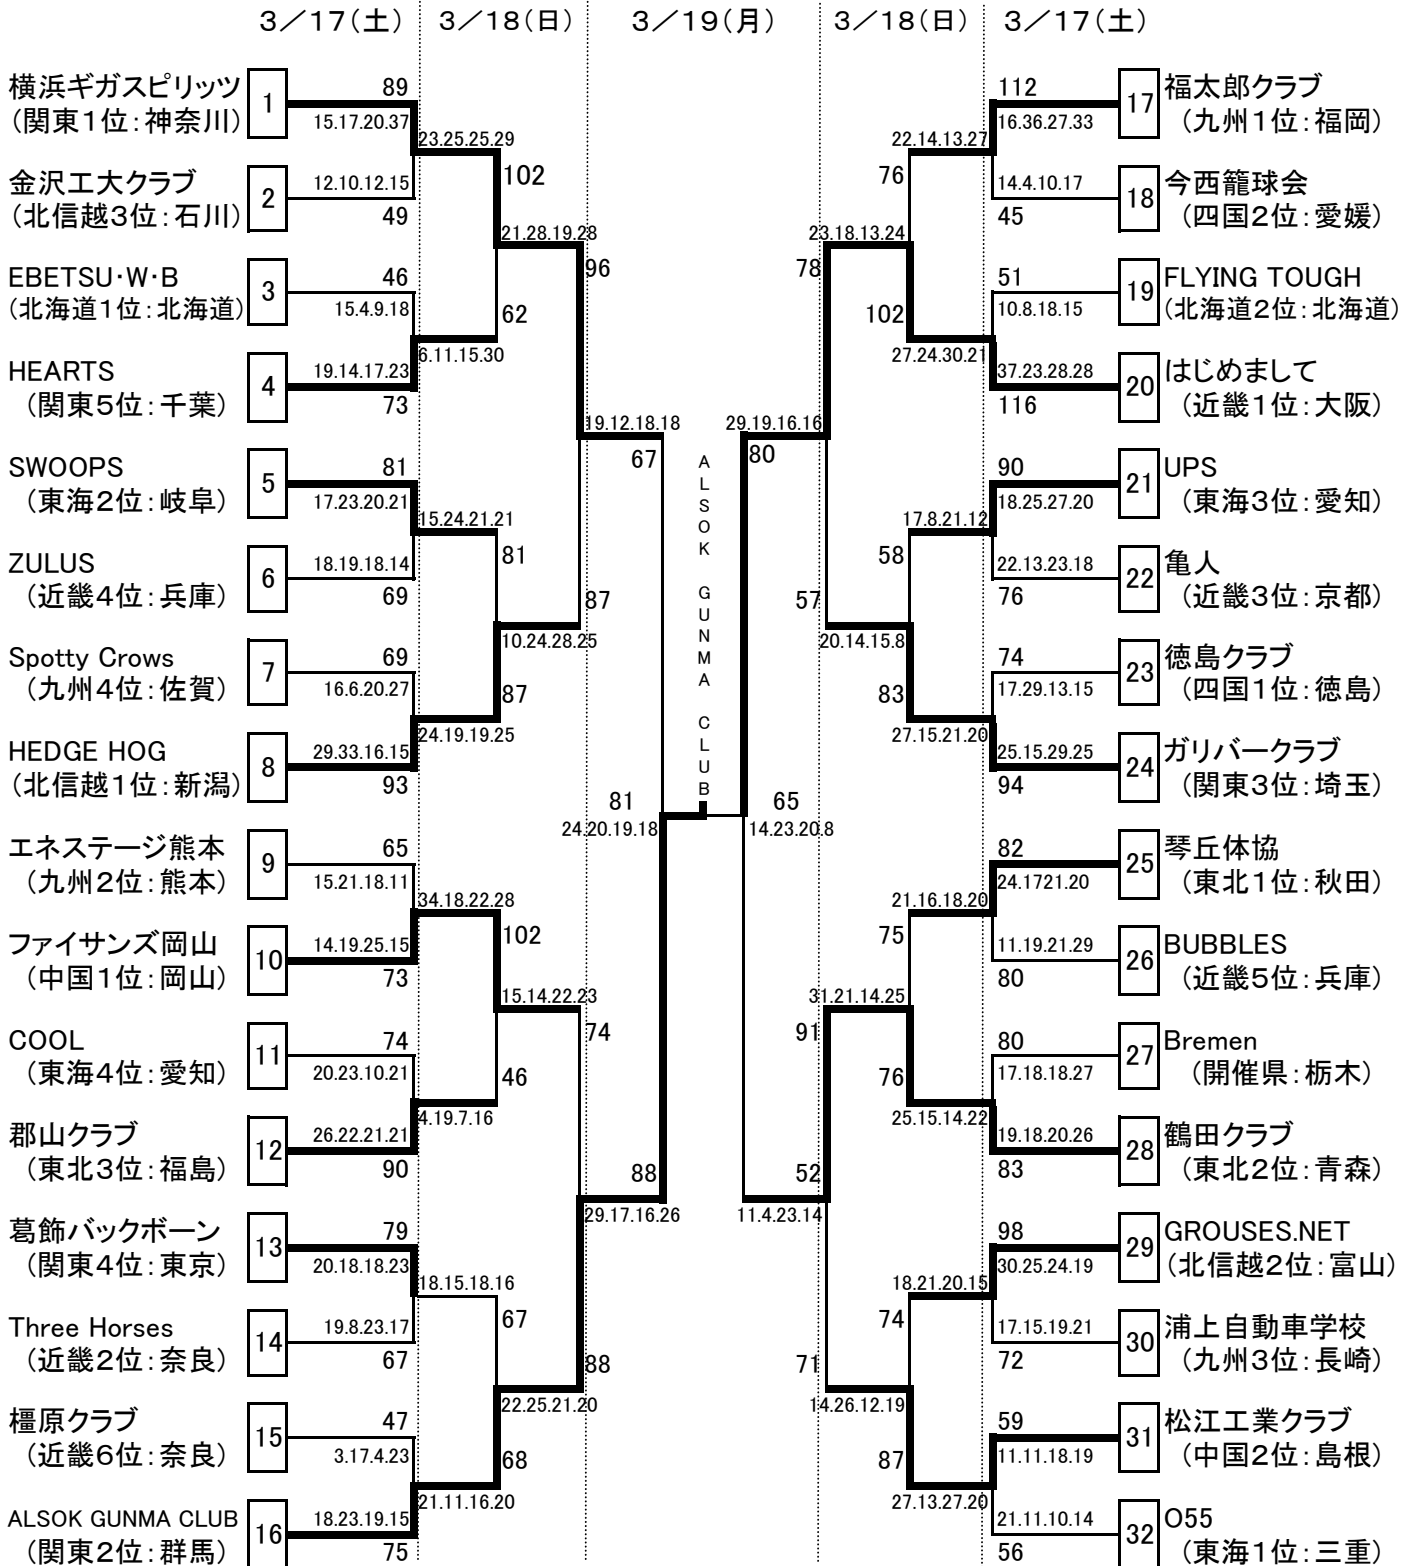 3／17(土)
3／18(日)
3／19(月)
3／18(日)
3／17(土)
横浜ギガスピリッツ
(関東1位：神奈川)
1
89
15.17.20.37
金沢工大クラブ
(北信越3位：石川)
2
12.10.12.15
49
23.25.25.29
102
EBETSU・W・B
(北海道1位：北海道)
3
46
15.4.9.18
HEARTS
(関東5位：千葉)
4
19.14.17.23
73
62
6.11.15.30
21.28.19.28
96
SWOOPS
(東海2位：岐阜)
5
81
17.23.20.21
ZULUS
(近畿4位：兵庫)
6
18.19.18.14
69
15.24.21.21
81
Spotty Crows
(九州4位：佐賀)
7
69
16.6.20.27
HEDGE HOG
(北信越1位：新潟)
8
29.33.16.15
93
87
24.19.19.25
87
10.24.28.25
19.12.18.18
67
エネステージ熊本
(九州2位：熊本)
9
65
15.21.18.11
ファイサンズ岡山
(中国1位：岡山)
10
14.19.25.15
73
34.18.22.28
102
COOL
(東海4位：愛知)
11
74
20.23.10.21
郡山クラブ
(東北3位：福島)
12
26.22.21.21
90
46
4.19.7.16
15.14.22.23
74
葛飾バックボーン
(関東4位：東京)
13
79
20.18.18.23
Three Horses
(近畿2位：奈良)
14
19.8.23.17
67
18.15.18.16
67
橿原クラブ
(近畿6位：奈良)
15
47
3.17.4.23
ALSOK GUNMA CLUB
(関東2位：群馬)
16
18.23.19.15
75
68
21.11.16.20
88
22.25.21.20
88
29.17.16.26
81
24.20.19.18
ALSOK GUNMA CLUB
65
14.23.20.8
29.19.16.16
80
52
11.4.23.14
23.18.13.24
78
57
20.14.15.8
31.21.14.25
91
71
14.26.12.19
22.14.13.27
76
102
27.24.30.21
17.8.21.12
58
83
27.15.21.20
21.16.18.20
75
76
25.15.14.22
18.21.20.15
74
87
27.13.27.20
112
16.36.27.33
17
福太郎クラブ
(九州1位：福岡)
14.4.10.17
45
18
今西籠球会
(四国2位：愛媛)
51
10.8.18.15
19
FLYING TOUGH
(北海道2位：北海道)
37.23.28.28
116
20
はじめまして
(近畿1位：大阪)
90
18.25.27.20
21
UPS
(東海3位：愛知)
22.13.23.18
76
22
亀人
(近畿3位：京都)
74
17.29.13.15
23
徳島クラブ
(四国1位：徳島)
25.15.29.25
94
24
ガリバークラブ
(関東3位：埼玉)
82
24.1721.20
25
琴丘体協
(東北1位：秋田)
11.19.21.29
80
26
BUBBLES
(近畿5位：兵庫)
80
17.18.18.27
27
Bremen
(開催県：栃木)
19.18.20.26
83
28
鶴田クラブ
(東北2位：青森)
98
30.25.24.19
29
GROUSES.NET
(北信越2位：富山)
17.15.19.21
72
30
浦上自動車学校
(九州3位：長崎)
59
11.11.18.19
31
松江工業クラブ
(中国2位：島根)
21.11.10.14
56
32
O55
(東海1位：三重)